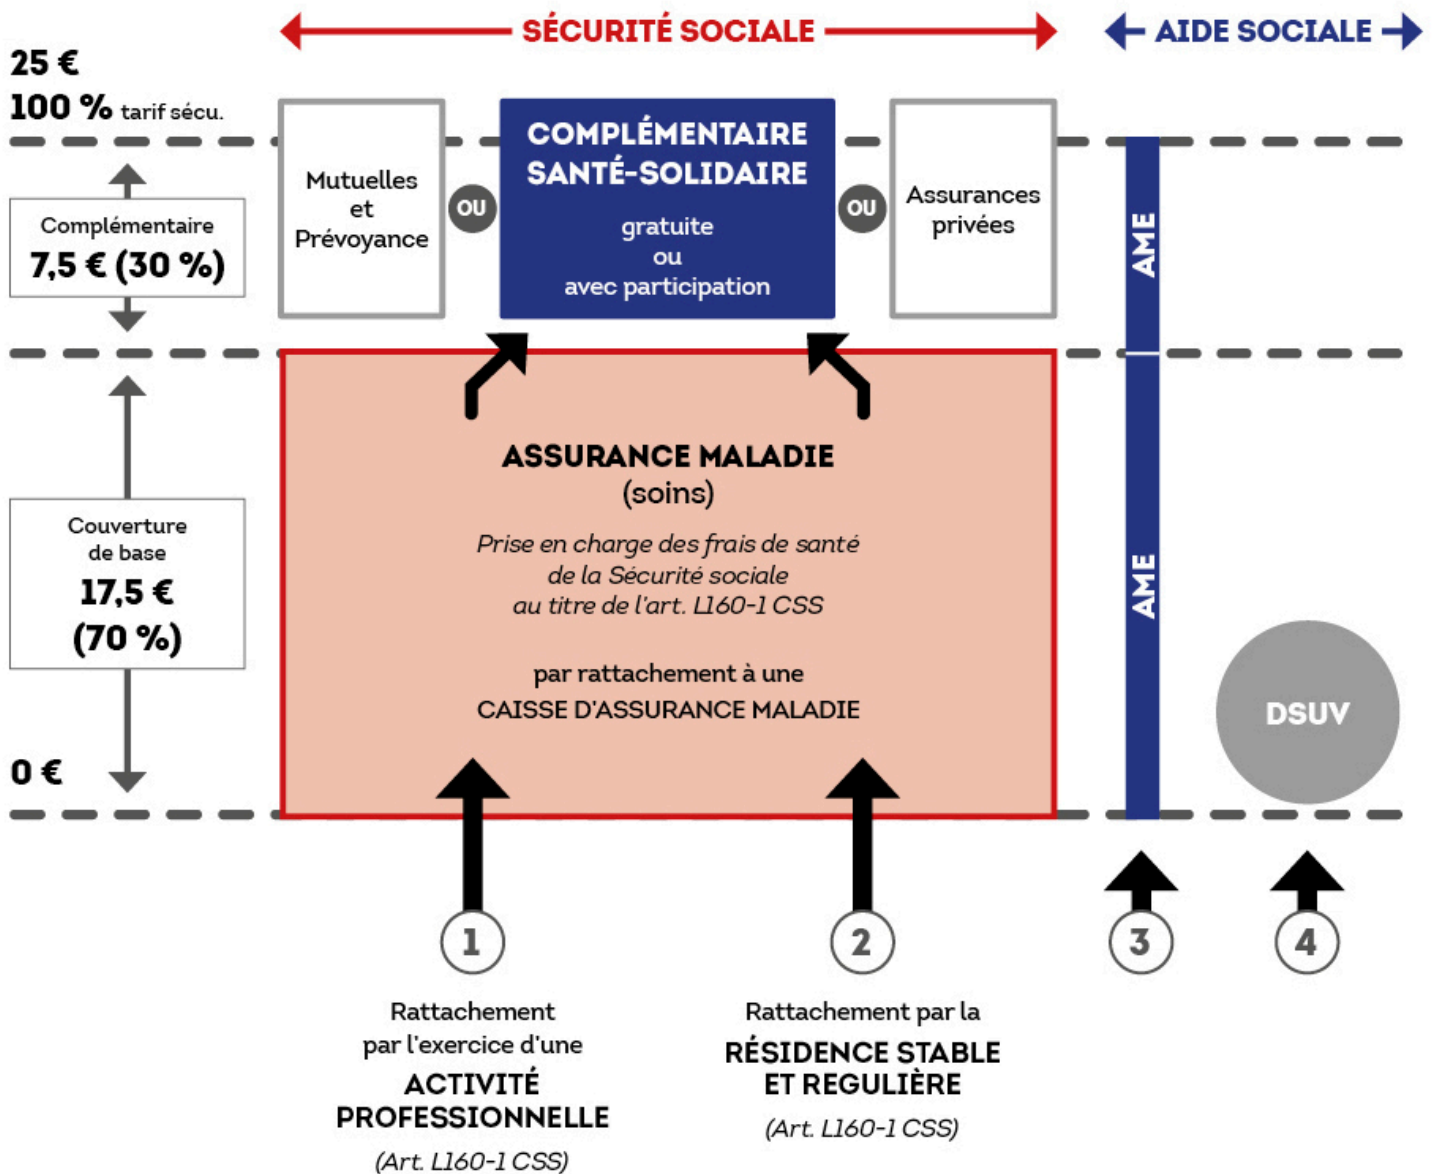 SÉCURITÉ SOCIALE
AIDE SOCIALE
25 €
100 % tarif sécu.
Complémentaire
7,5 € (30 %)
Mutuelles
et
Prévoyance
OU
COMPLÉMENTAIRE
SANTÉ-SOLIDAIRE
gratuite
ou
avec participation
OU
Assurances
privées
AME
Couverture
de base
17,5 €
(70 %)
0 €
ASSURANCE MALADIE
(soins)
Prise en charge des frais de santé
de la Sécurité sociale
au titre de l'art. L160-1 CSS
par rattachement à une
CAISSE D'ASSURANCE MALADIE
AME
DSUV
1
2
3
4
Rattachement
par l'exercice d'une
ACTIVITÉ
PROFESSIONNELLE
(Art. L160-1 CSS)
Rattachement par la
RÉSIDENCE STABLE
ET REGULIÈRE
(Art. L160-1 CSS)